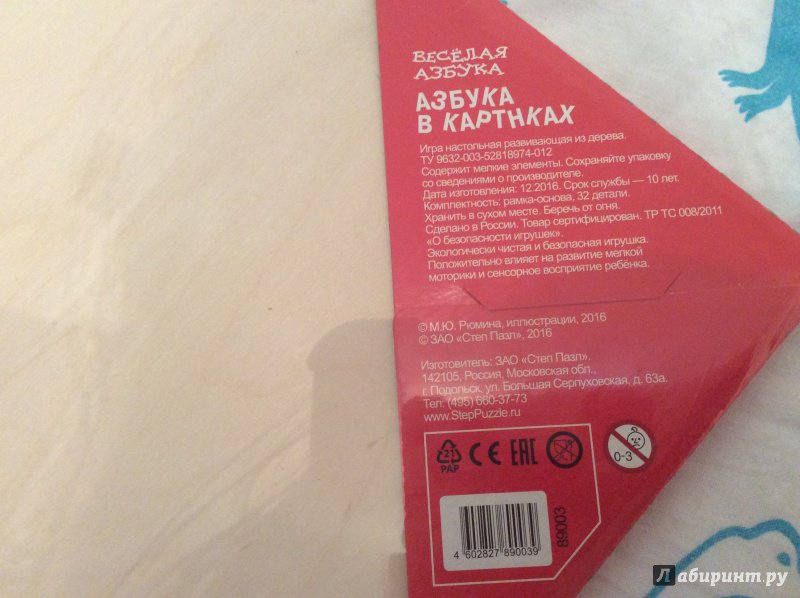 ВЕСЁЛАЯ
АЗБУКА
АЗБУКА
В КАРТИНКАХ
Игра настольная развивающая из дерева.
ТУ 9632-003-52818974-012
Содержит мелкие элементы. Сохраняйте упаковку
со сведениями о производителе.
Дата изготовления: 12.2016. Срок службы — 10 лет.
Комплектность: рамка-основа, 32 детали.
Хранить в сухом месте. Беречь от огня.
Сделано в России. Товар сертифицирован. ТР ТС 008/2011
«О безопасности игрушек».
Экологически чистая и безопасная игрушка.
Положительно влияет на развитие мелкой
моторики и сенсорное восприятие ребёнка.
© М.Ю. Рюмина, иллюстрации, 2016
© ЗАО «Степ Пазл», 2016
Изготовитель: ЗАО «Степ Пазл».
142105, Россия, Московская обл.,
г. Подольск, ул. Большая Серпуховская, д. 63а.
Тел: (495) 660-37-73
www.StepPuzzle.ru
21
PAP
CE EAC
0-3
4 602827 890039
89003
Лабиринт.ру